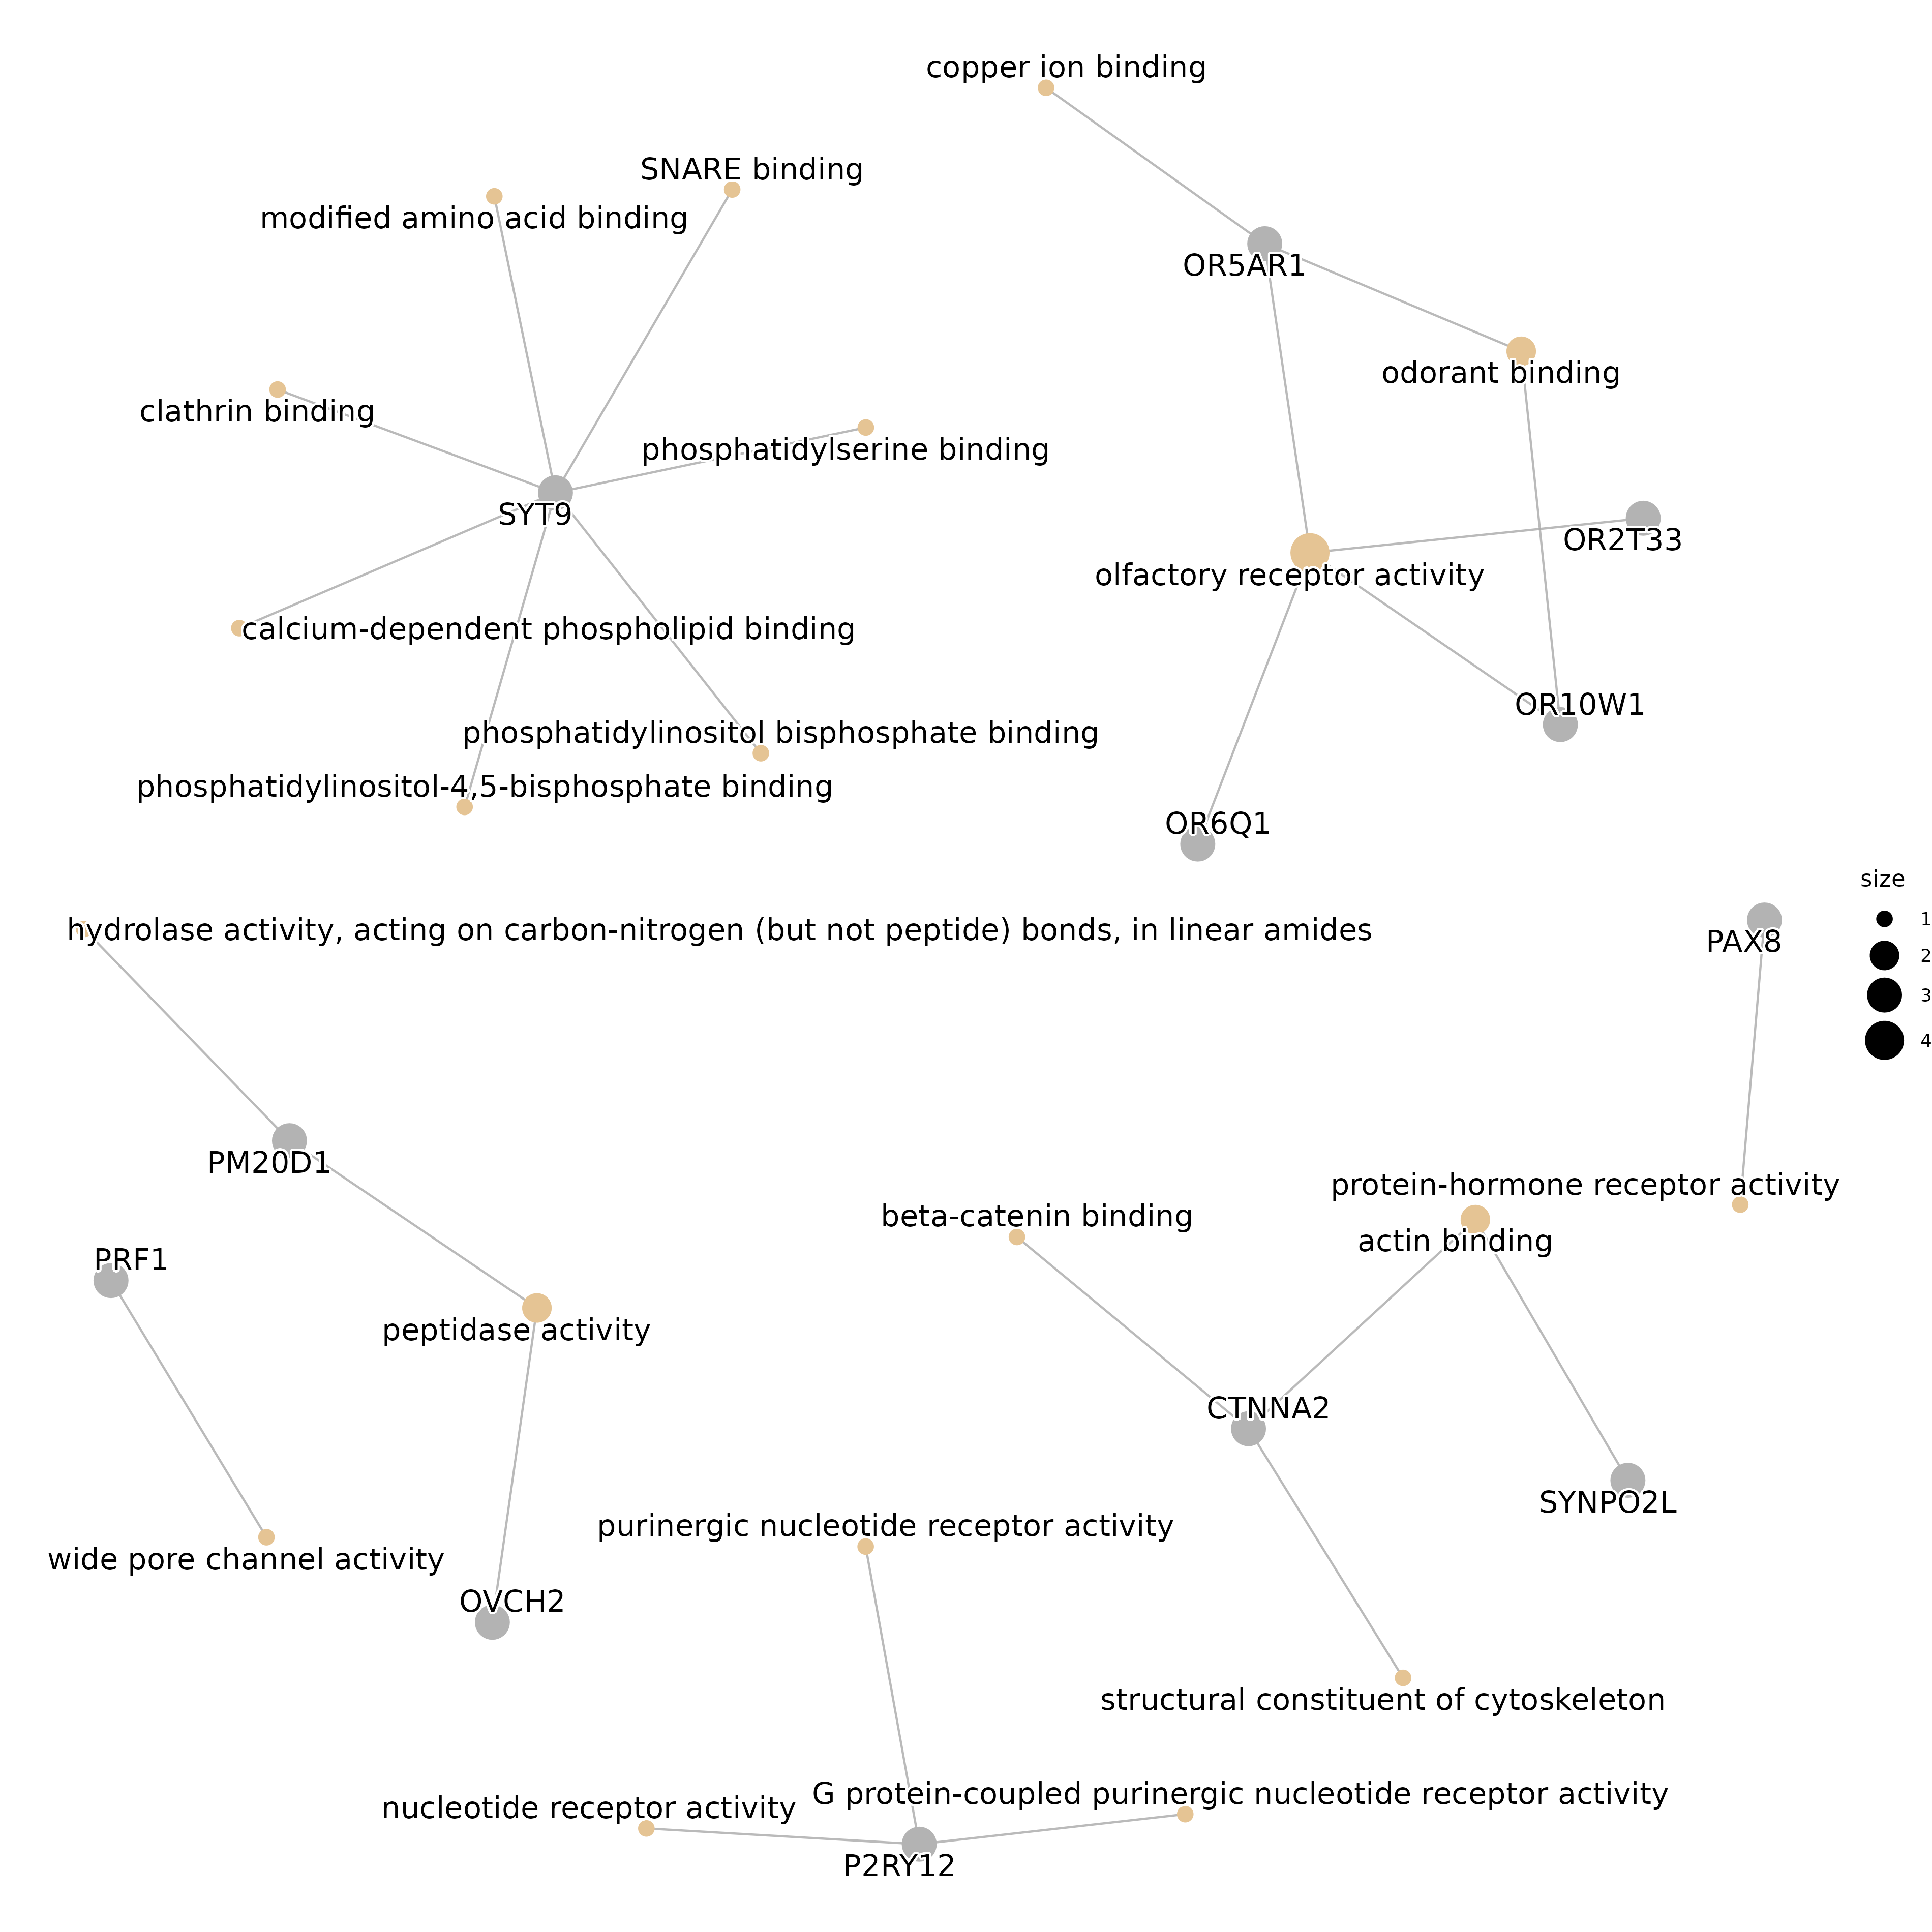 copper ion binding
SNARE binding
modified amino acid binding
OR5AR1
odorant binding
clathrin binding
phosphatidylserine binding
SYT9
OR2T33
olfactory receptor activity
calcium-dependent phospholipid binding
OR10W1
phosphatidylinositol bisphosphate binding
phosphatidylinositol-4,5-bisphosphate binding
OR6Q1
size
1
2
3
4
hydrolase activity, acting on carbon-nitrogen (but not peptide) bonds, in linear amides
PAX8
PM20D1
protein-hormone receptor activity
beta-catenin binding
actin binding
PRF1
peptidase activity
CTNNA2
SYNPO2L
purinergic nucleotide receptor activity
wide pore channel activity
OVCH2
structural constituent of cytoskeleton
G protein-coupled purinergic nucleotide receptor activity
nucleotide receptor activity
P2RY12